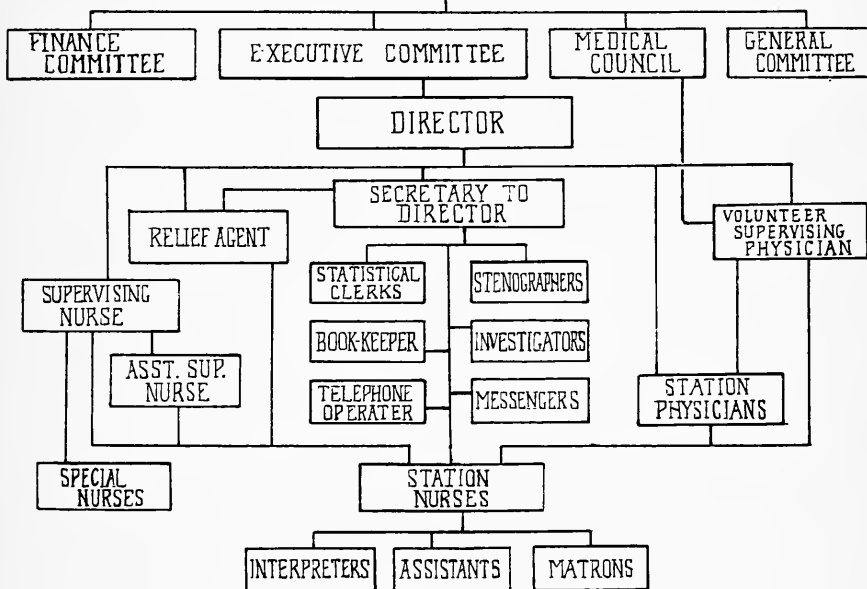 FINANCE
COMMITTEE
EXECUTIVE COMMITTEE
MEDICAL
COUNCIL
GENERAL
COMMITTEE
DIRECTOR
SECRETARY TO
DIRECTOR
RELIEF AGENT
VOLUNTEER
SUPERVISING
PHYSICIAN
STATISTICAL
CLERKS
STENOGRAPHERS
SUPERVISING
NURSE
BOOK-KEEPER
INVESTIGATORS
ASST. SUP.
NURSE
TELEPHONE
OPERATER
MESSENGERS
STATION
PHYSICIANS
SPECIAL
NURSES
STATION
NURSES
INTERPRETERS
ASSISTANTS
MATRONS